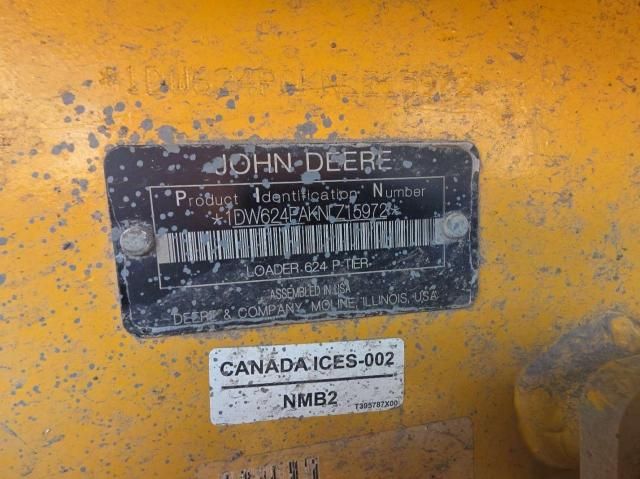 JOHN DEERE
Product Identification Number
LOADER 624 P-TIER
ASSEMBLED IN USA
DEERE & COMPANY, MOLINE, ILLINOIS, USA
CANADA ICES-002
NMB2
T395787X00